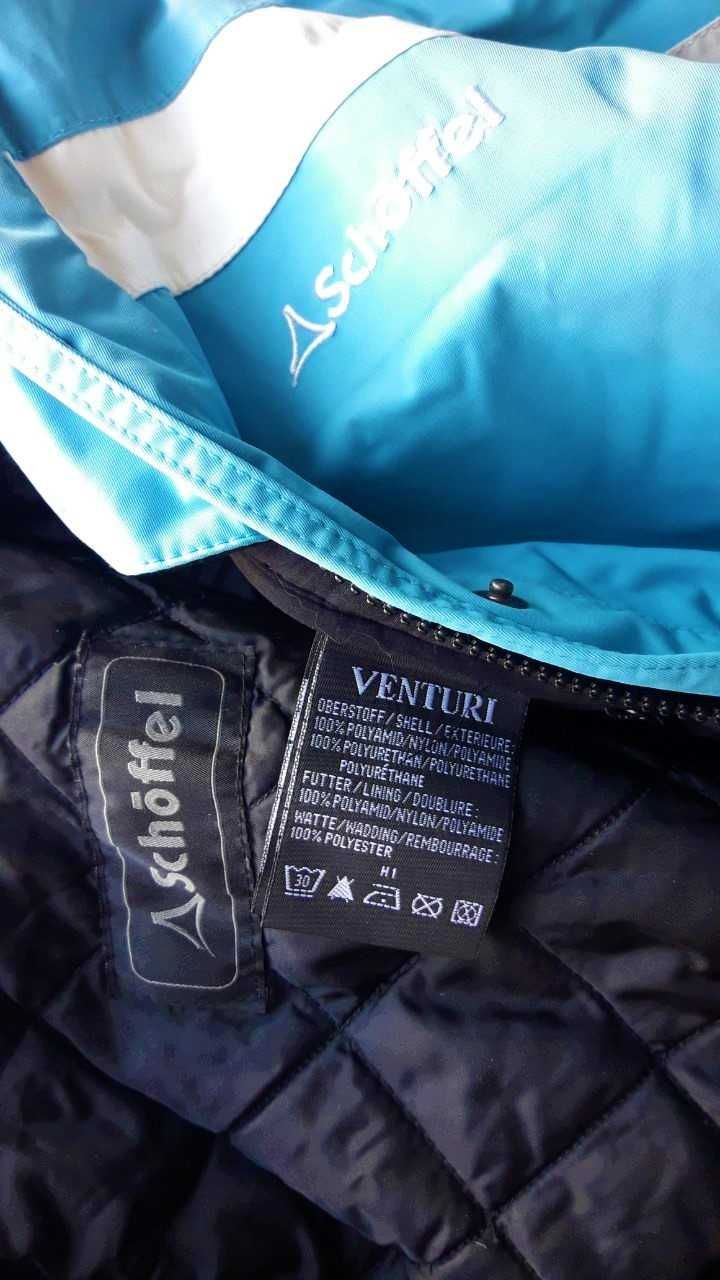 Schöffel
schöffel
VENTURI
OBERSTOFF/SHELL/EXTERIEURE:
100% POLYAMID/NYLON/POLYAMIDE
100% POLYURETHAN/POLYURETHANE
POLYURÉTHANE
FUTTER/LINING/DOUBLURE:
100% POLYAMID/NYLON/POLYAMIDE
WATTE/WADDING/REMBOURRAGE:
100% POLYESTER
H1
30